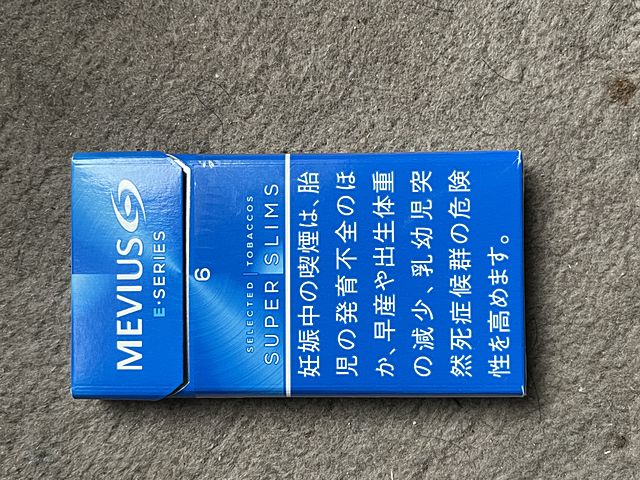 MEVIUS
E·SERIES
6
SELECTED TOBACCOS
SUPER SLIMS
妊娠中の喫煙は、胎
児の発育不全のほ
か、早産や出生体重
の減少、乳幼児突
然死症候群の危険
性を高めます。